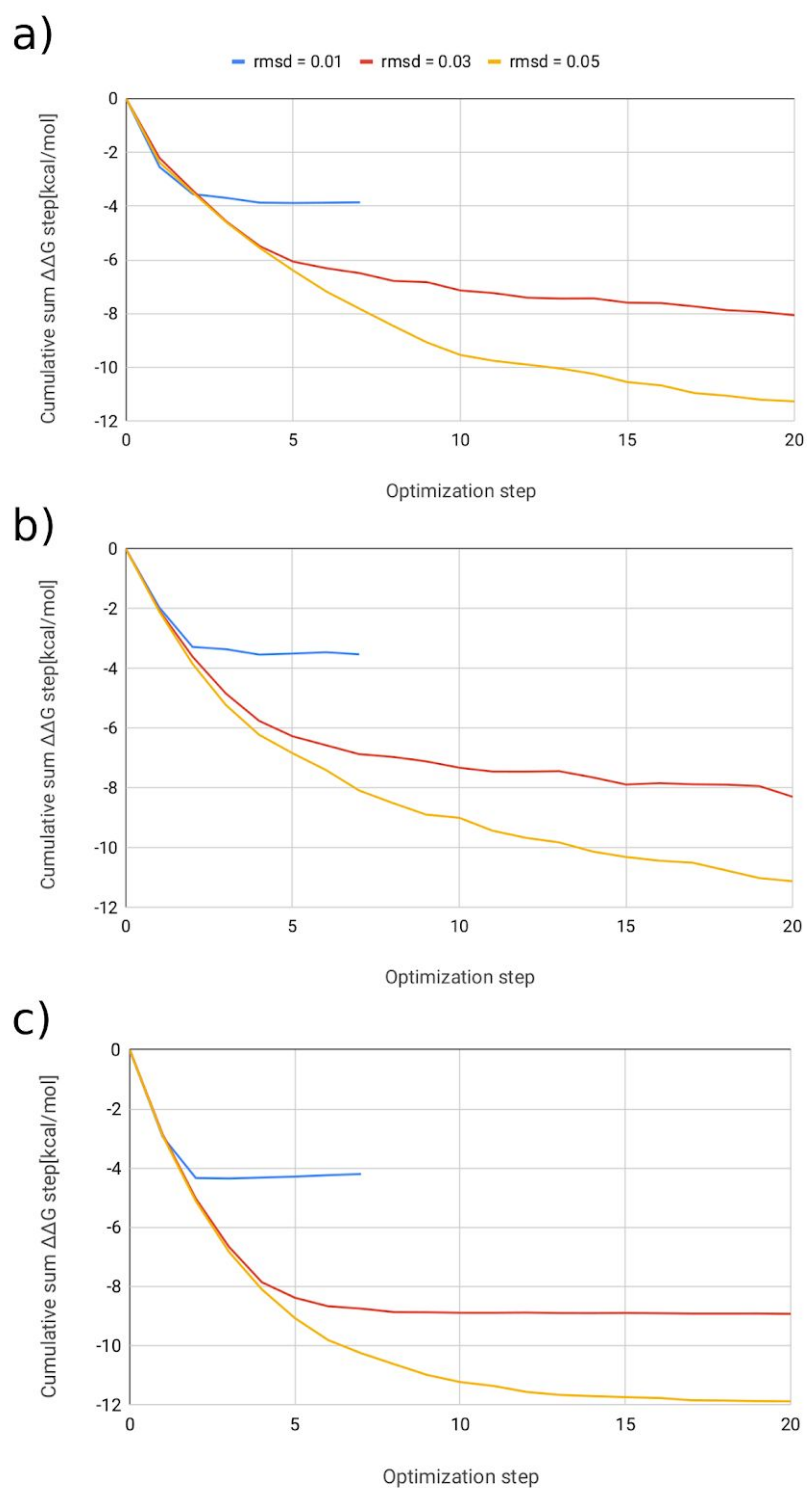 a)
rmsd = 0.01 rmsd = 0.03 rmsd = 0.05
Cumulative sum ΔΔG step[kcal/mol]
0
-2
-4
-6
-8
-10
-12
0 5 10 15 20
Optimization step
b)
Cumulative sum ΔΔG step[kcal/mol]
0
-2
-4
-6
-8
-10
-12
0 5 10 15 20
Optimization step
c)
Cumulative sum ΔΔG step[kcal/mol]
0
-2
-4
-6
-8
-10
-12
0 5 10 15 20
Optimization step